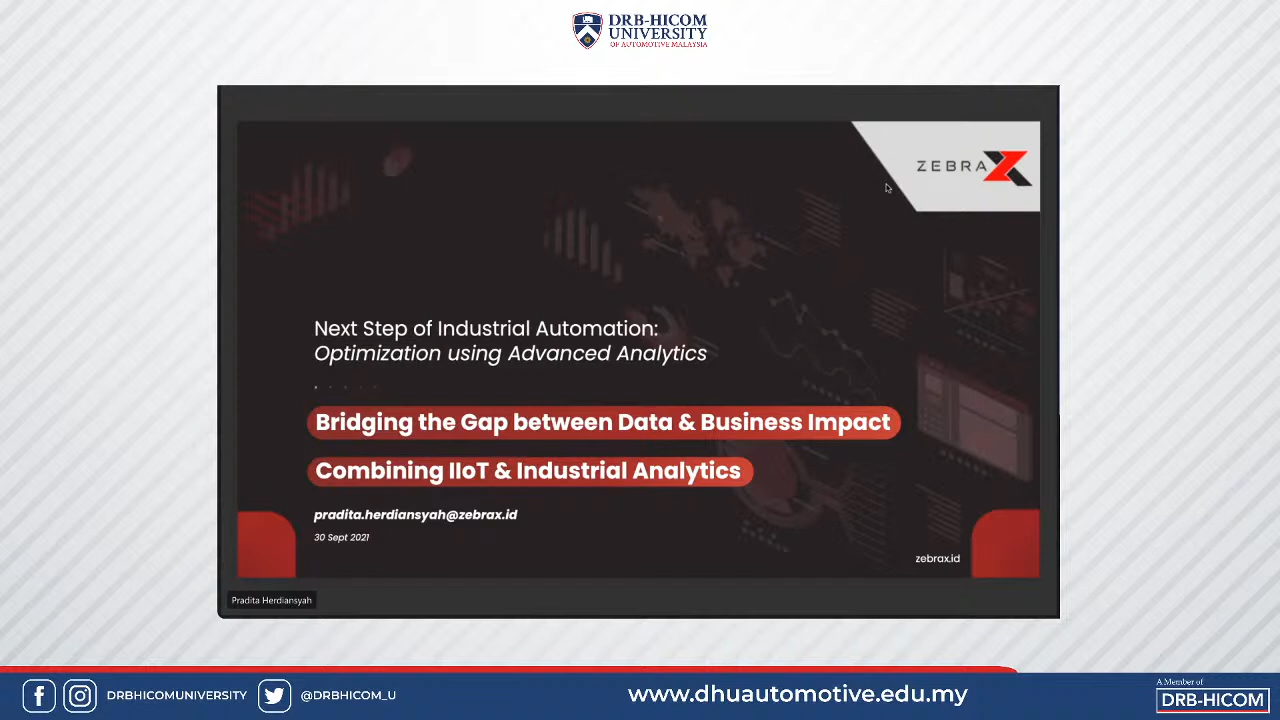 DRB-HICOM
UNIVERSITY
OF AUTOMOTIVE MALAYSIA
ZEBRA X
Next Step of Industrial Automation:
Optimization using Advanced Analytics
Bridging the Gap between Data & Business Impact
Combining IIoT & Industrial Analytics
pradita.herdiansyah@zebrax.id
30 Sept 2021
zebrax.id
Pradita Herdiansyah
DRBHICOMUNIVERSITY
@DRBHICOM_U
www.dhuautomotive.edu.my
A Member of
DRB-HICOM